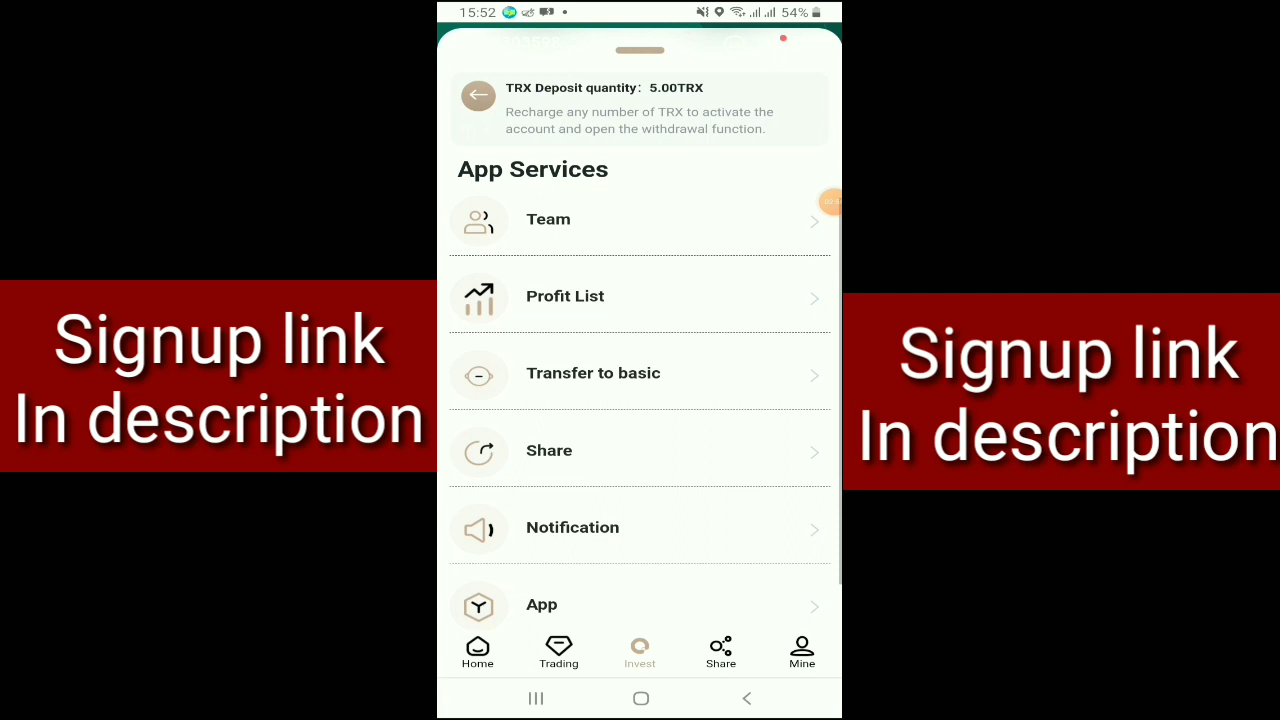 15:52
54%
TRX Deposit quantity: 5.00TRX
Recharge any number of TRX to activate the
account and open the withdrawal function.
App Services
Team
Profit List
Transfer to basic
Share
Notification
App
Home
Trading
Invest
Share
Mine
Signup link
In description
Signup link
In description